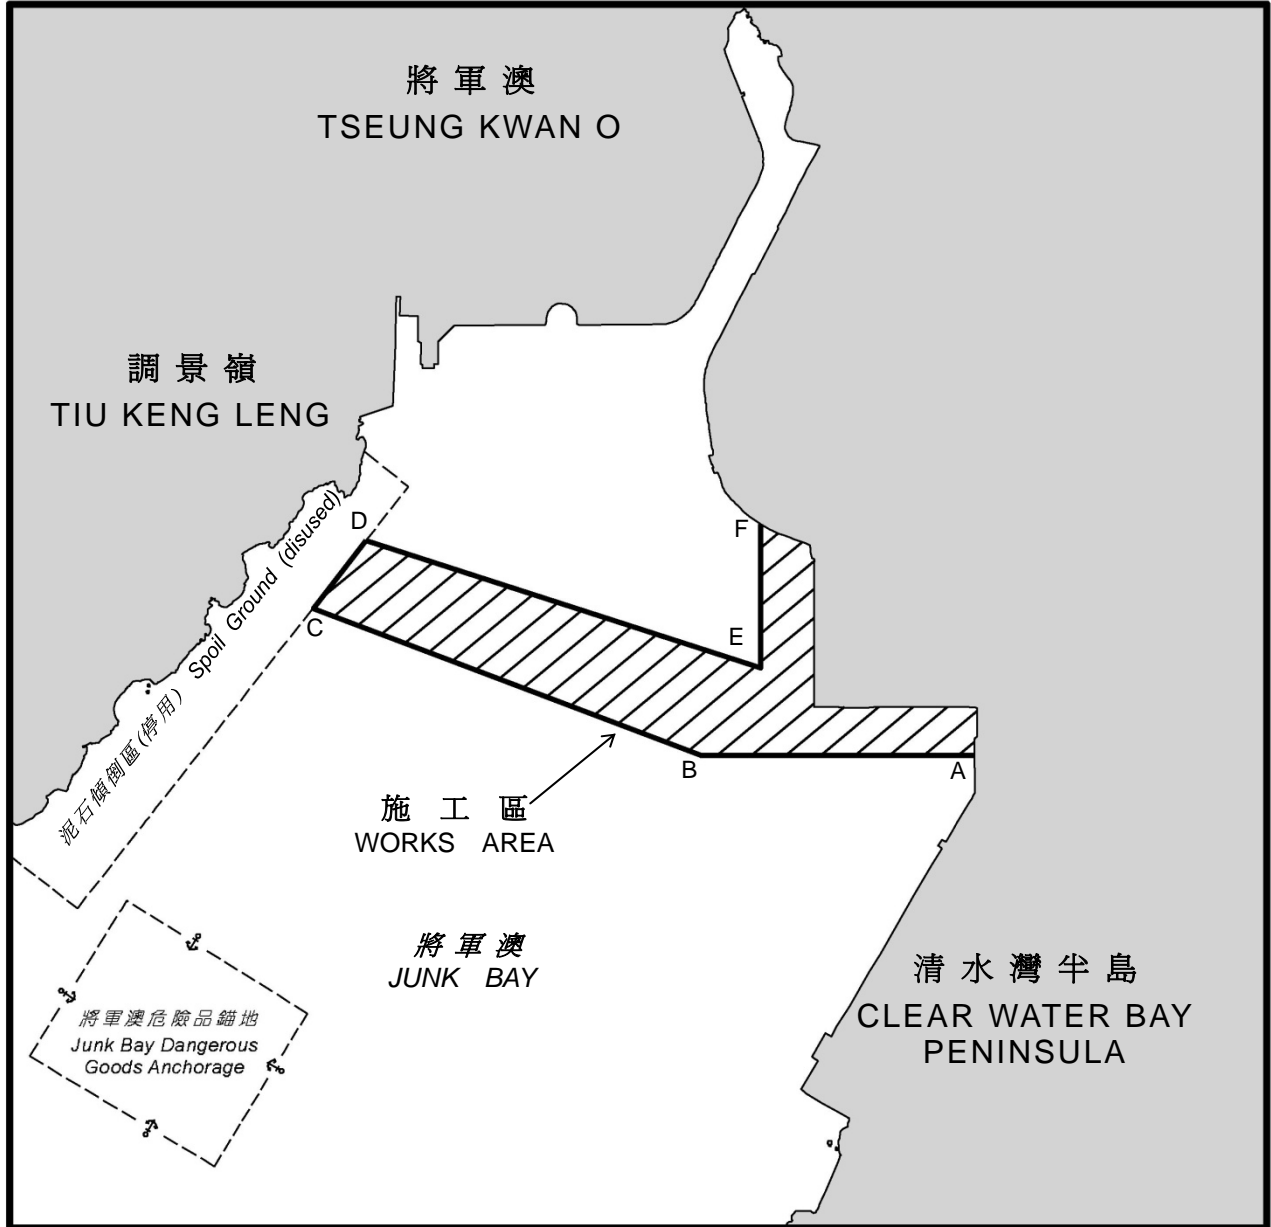 將軍澳
TSEUNG KWAN O
調景嶺
TIU KENG LENG
泥石傾倒區(停用) Spoil Ground (disused)
D
F
E
C
B
A
施工區
WORKS AREA
將軍澳
JUNK BAY
清水灣半島
CLEAR WATER BAY
PENINSULA
將軍澳危險品錨地
Junk Bay Dangerous
Goods Anchorage